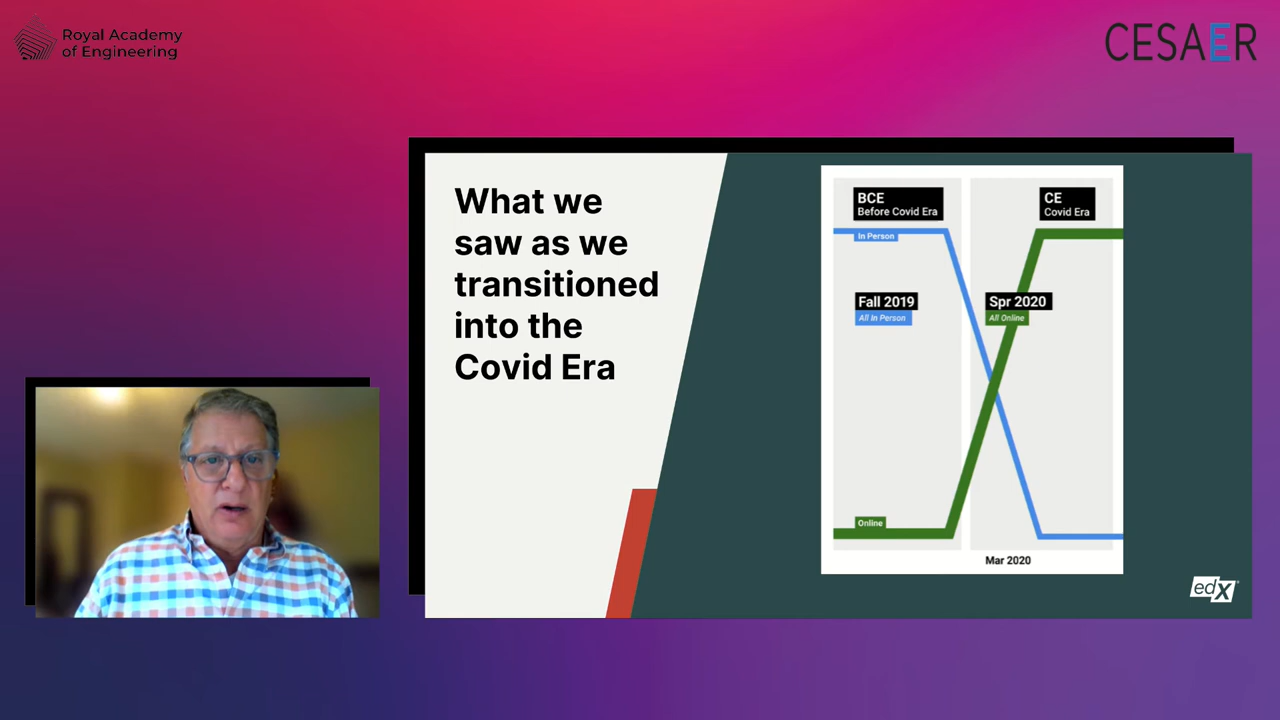 Royal Academy
of Engineering
CESAER
What we
saw as we
transitioned
into the
Covid Era
BCE
Before Covid Era
CE
Covid Era
In Person
Fall 2019
All In Person
Spr 2020
All Online
Online
Mar 2020
edX